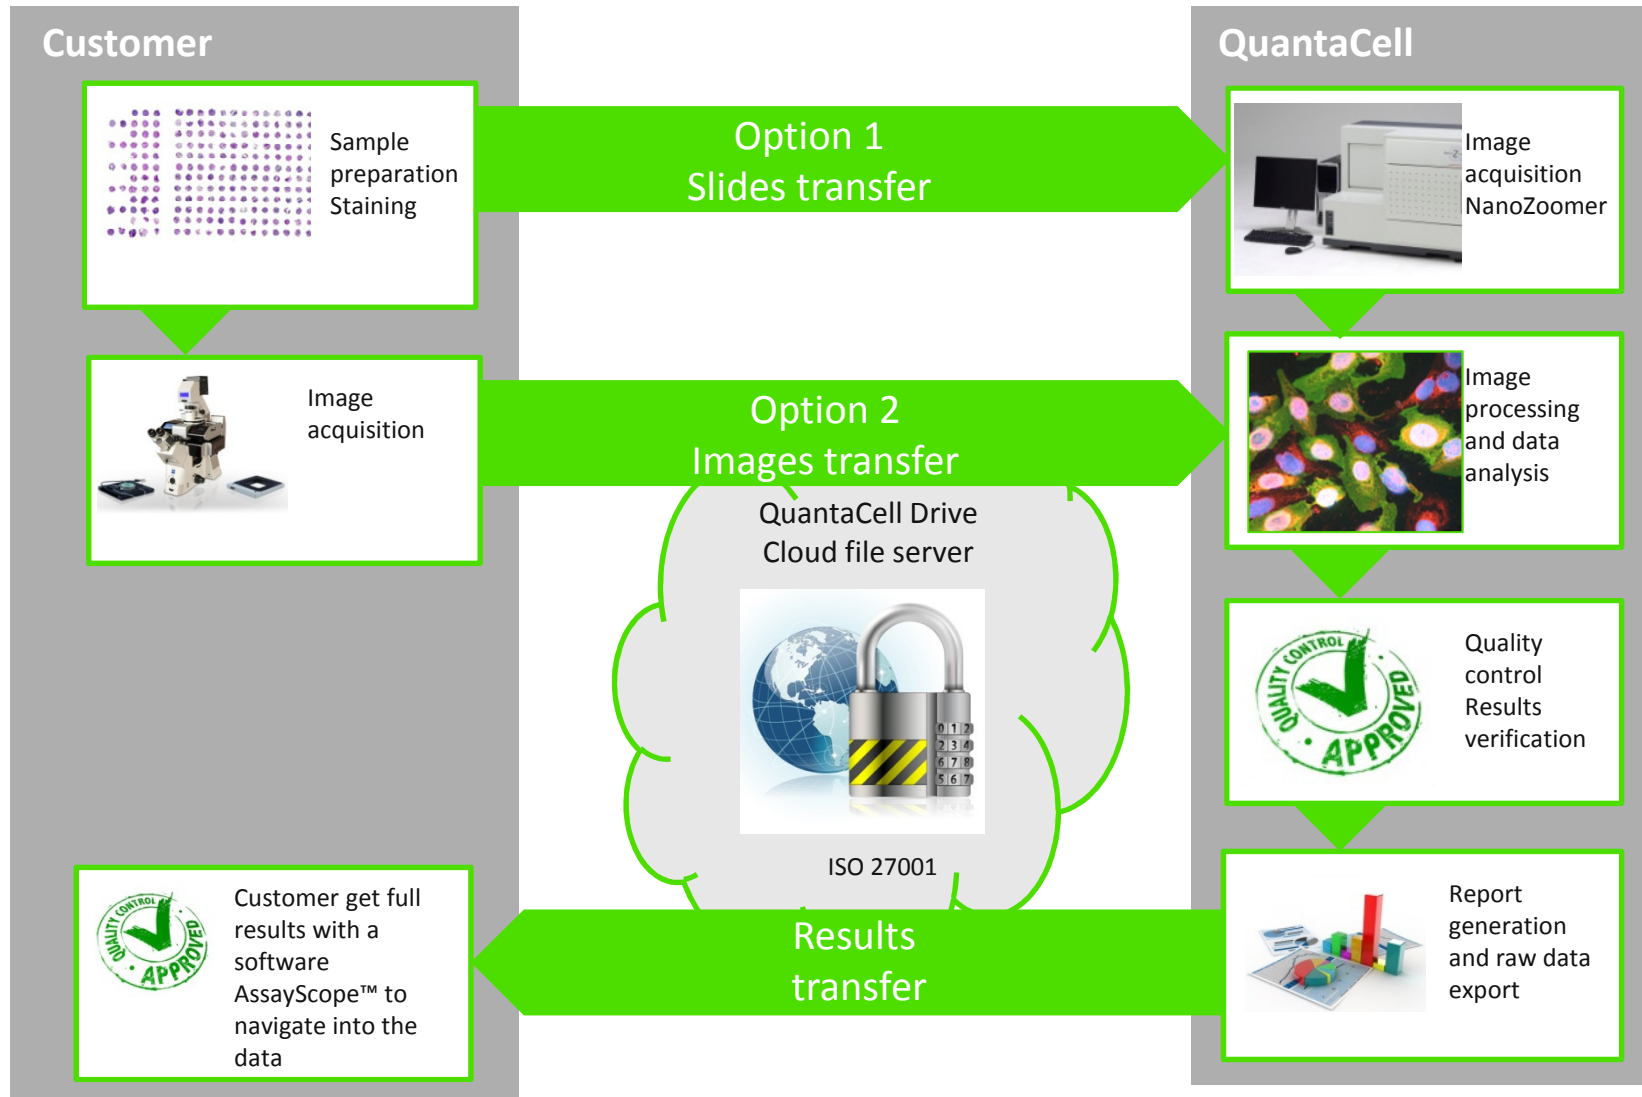 Customer
QuantaCell
Sample
preparation
Staining
Option 1
Slides transfer
Image
acquisition
NanoZoomer
Image
acquisition
Option 2
Images transfer
Image
processing
and data
analysis
QuantaCell Drive
Cloud file server
0 1 2
2 3 4
6 7 8
5 6 7
ISO 27001
QUALITY CONTROL
APPROVED
Quality
control
Results
verification
QUALITY CONTROL
APPROVED
Customer get full
results with a
software
AssayScope™ to
navigate into the
data
Results
transfer
Report
generation
and raw data
export